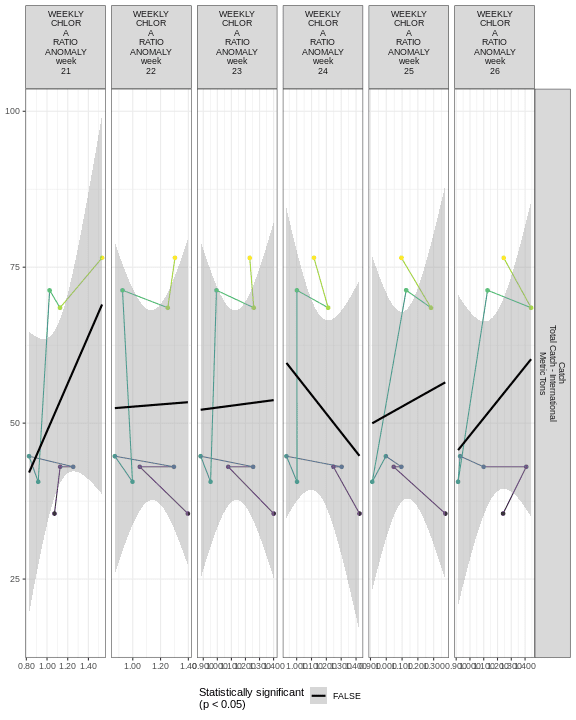 WEEKLY
CHLOR
A
RATIO
ANOMALY
week
21
WEEKLY
CHLOR
A
RATIO
ANOMALY
week
22
WEEKLY
CHLOR
A
RATIO
ANOMALY
week
23
WEEKLY
CHLOR
A
RATIO
ANOMALY
week
24
WEEKLY
CHLOR
A
RATIO
ANOMALY
week
25
WEEKLY
CHLOR
A
RATIO
ANOMALY
week
26
100
75
50
25
Catch
Total Catch - International
Metric Tons
0.80 1.00 1.20 1.40
1.00 1.20 1.40
Statistically significant
(p < 0.05)
FALSE